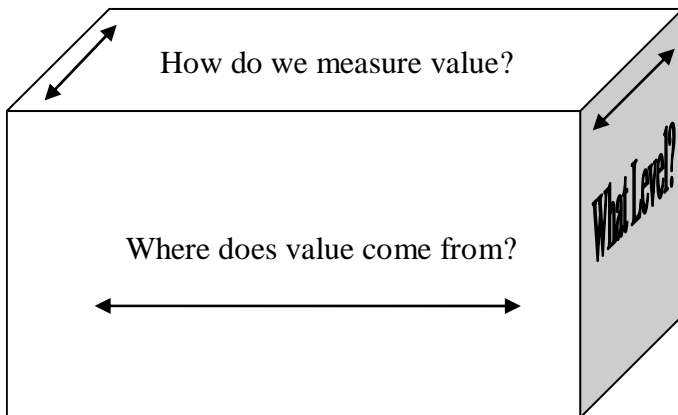 How do we measure value?
What Level?
Where does value come from?